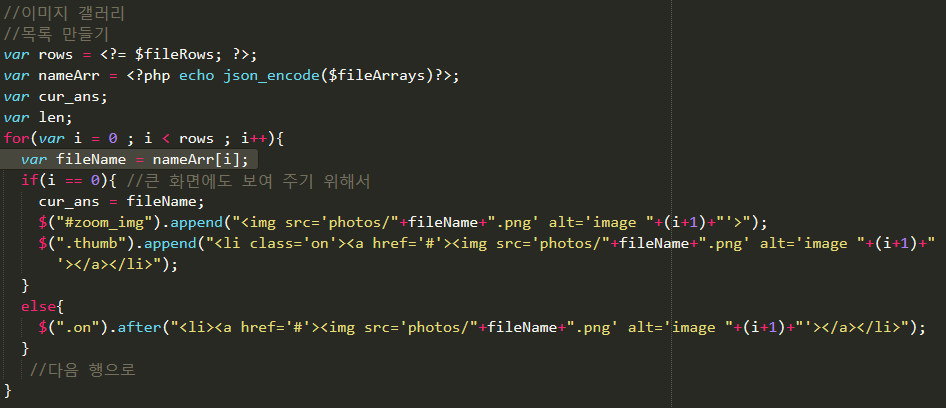 //이미지 갤러리
//목록 만들기
var rows = <?= $fileRows; ?>;
var nameArr = <?php echo json_encode($fileArrays)?>;
var cur_ans;
var len;
for(var i = 0 ; i < rows ; i++){
  var fileName = nameArr[i];
  if(i == 0){ //큰 화면에도 보여 주기 위해서
    cur_ans = fileName;
    $("#zoom_img").append("<img src='photos/"+fileName+".png' alt='image "+(i+1)+"'>");
    $(".thumb").append("<li class='on'><a href='#'><img src='photos/"+fileName+".png' alt='image "+(i+1)+"
      '></a></li>");
  }
  else{
    $(".on").after("<li><a href='#'><img src='photos/"+fileName+".png' alt='image "+(i+1)+"'></a></li>");
  }
   //다음 행으로
}